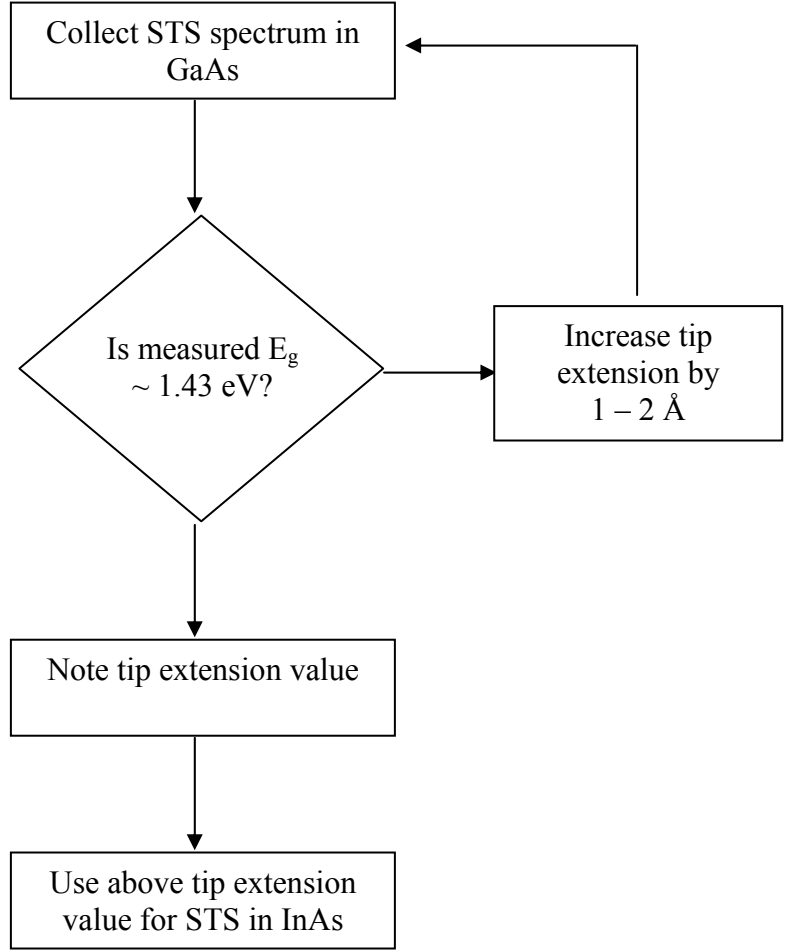 Collect STS spectrum in
GaAs
Is measured E₉
~ 1.43 eV?
Increase tip
extension by
1 – 2 Å
Note tip extension value
Use above tip extension
value for STS in InAs